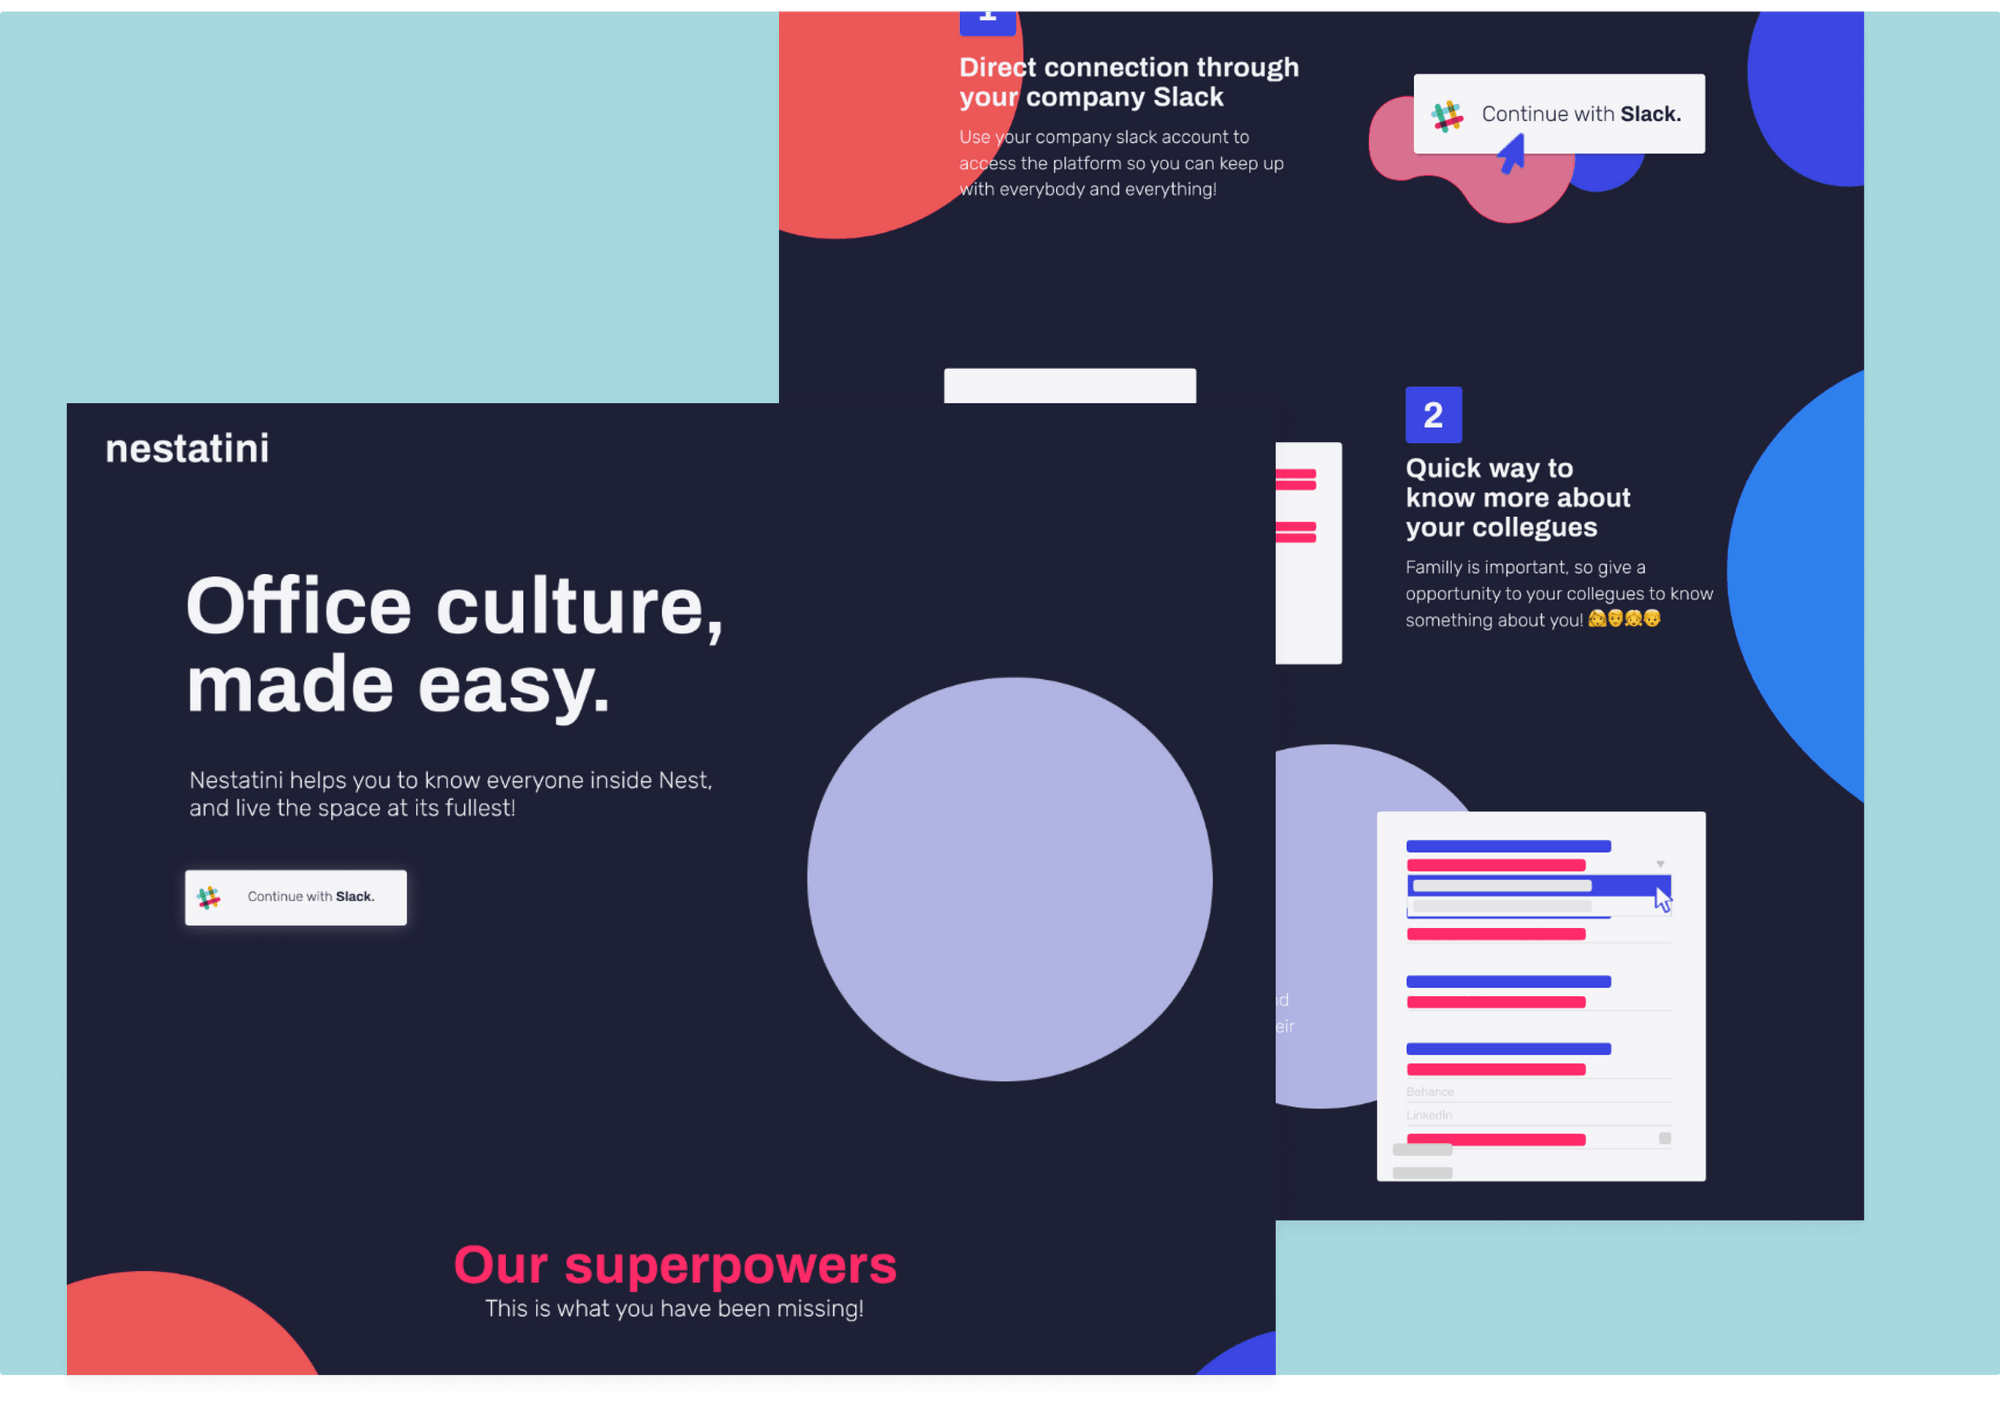 1
Direct connection through
your company Slack
Use your company slack account to
access the platform so you can keep up
with everybody and everything!
Continue with Slack.
2
Quick way to
know more about
your collegues
Familly is important, so give a
opportunity to your collegues to know
something about you!
nestatini
Office culture,
made easy.
Nestatini helps you to know everyone inside Nest,
and live the space at its fullest!
Continue with Slack.
Behance
LinkedIn
Our superpowers
This is what you have been missing!